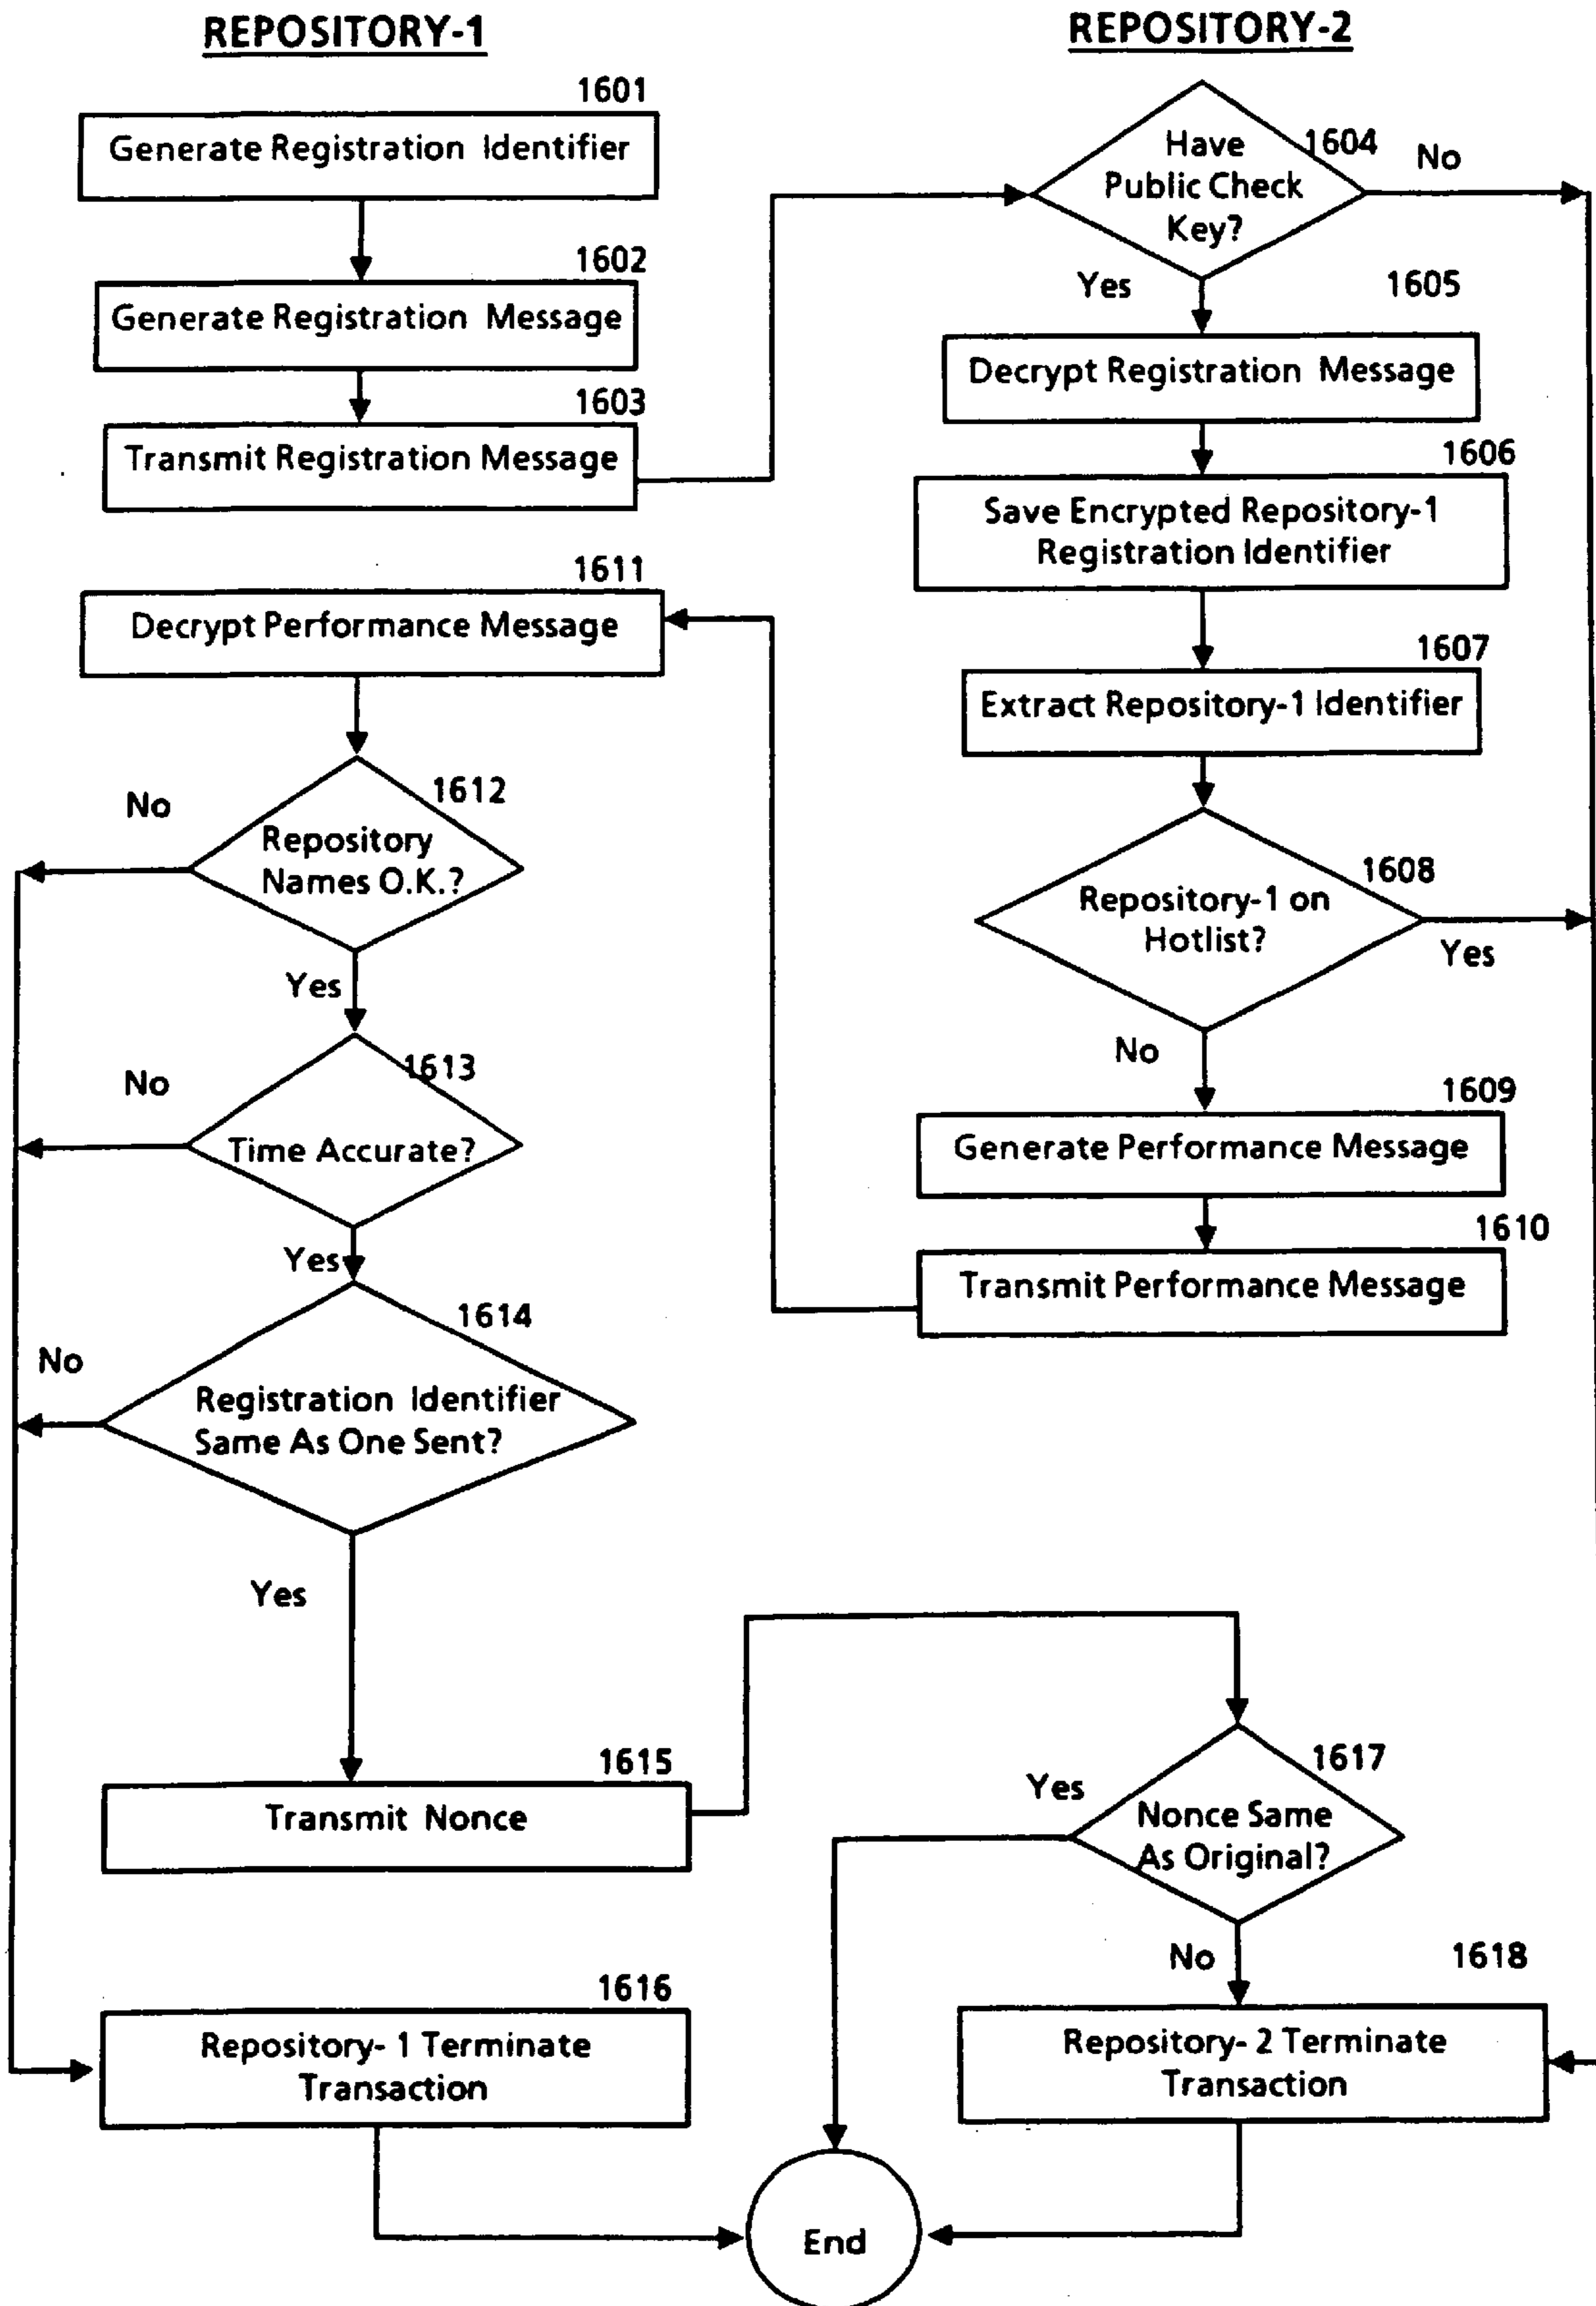 REPOSITORY-1
1601
Generate Registration Identifier
1602
Generate Registration Message
1603
Transmit Registration Message
1611
Decrypt Performance Message
1612
No
Repository
Names O.K.?
Yes
1613
No
Time Accurate?
Yes
1614
No
Registration Identifier
Same As One Sent?
Yes
1615
Transmit Nonce
1616
Repository- 1 Terminate
Transaction
REPOSITORY-2
1604
No
Have
Public Check
Key?
Yes
1605
Decrypt Registration Message
1606
Save Encrypted Repository-1
Registration Identifier
1607
Extract Repository-1 Identifier
1608
Repository-1 on
Hotlist?
Yes
No
1609
Generate Performance Message
1610
Transmit Performance Message
1617
Yes
Nonce Same
As Original?
No
1618
Repository- 2 Terminate
Transaction
End